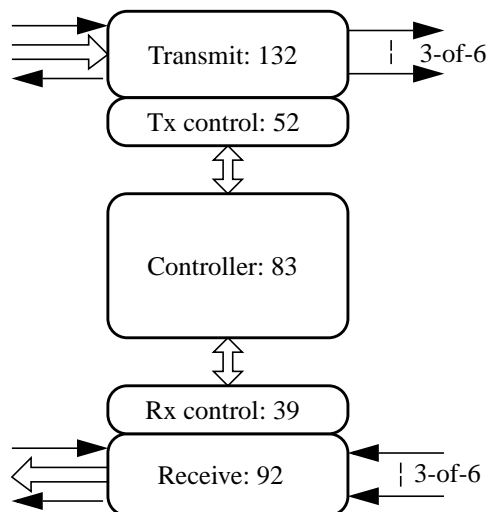 Transmit: 132
3-of-6
Tx control: 52
Controller: 83
Rx control: 39
Receive: 92
3-of-6